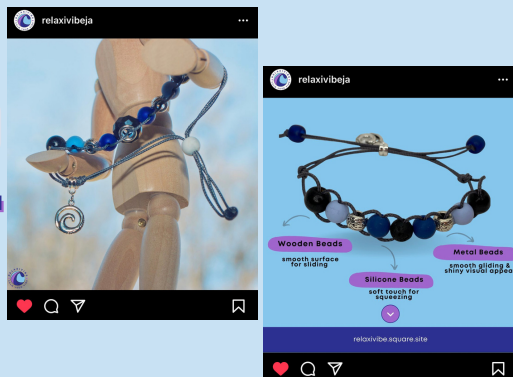 relaxivibeja
relaxivibeja
Wooden Beads
smooth surface
for sliding
Silicone Beads
soft touch for
squeezing
Metal Beads
smooth gliding &
shiny visual appea
relaxivibe.square.site